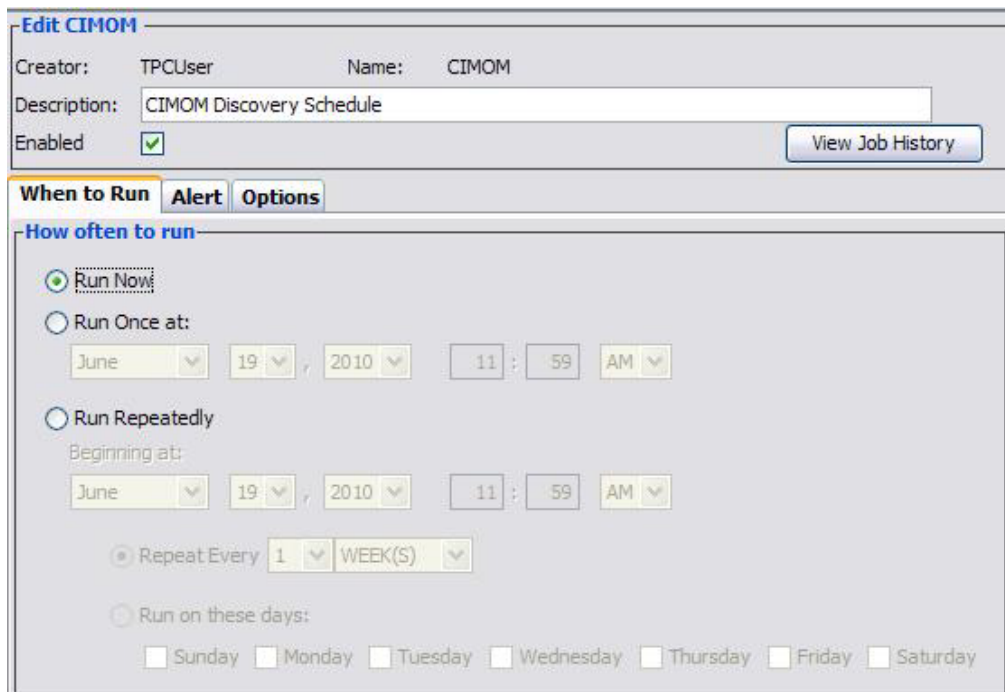 Edit CIMOM
Creator: TPCUser Name: CIMOM
Description: CIMOM Discovery Schedule
Enabled View Job History
When to Run Alert Options
How often to run
Run Now
Run Once at:
June 19 , 2010 11 : 59 AM
Run Repeatedly
Beginning at:
June 19 , 2010 11 : 59 AM
Repeat Every 1 WEEK(S)
Run on these days:
Sunday Monday Tuesday Wednesday Thursday Friday Saturday